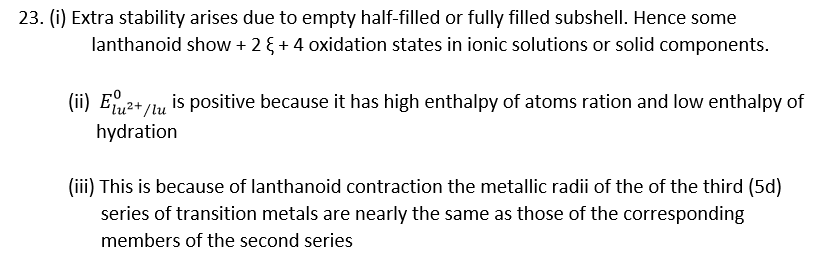 23. (i) Extra stability arises due to empty half-filled or fully filled subshell. Hence some
lanthanoid show + 2 ξ + 4 oxidation states in ionic solutions or solid components.
(ii) E⁰lu²⁺/lu is positive because it has high enthalpy of atoms ration and low enthalpy of
hydration
(iii) This is because of lanthanoid contraction the metallic radii of the of the third (5d)
series of transition metals are nearly the same as those of the corresponding
members of the second series